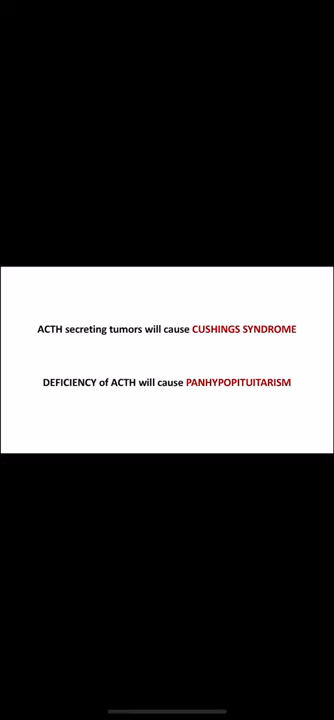 ACTH secreting tumors will cause CUSHINGS SYNDROME
DEFICIENCY of ACTH will cause PANHYPOPITUITARISM